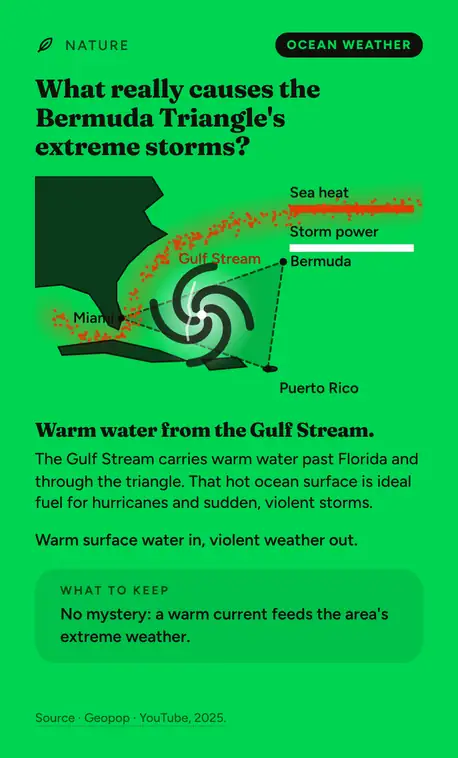 NATURE
OCEAN WEATHER
What really causes the
Bermuda Triangle's
extreme storms?
Sea heat
Storm power
Gulf Stream
Bermuda
Miami
Puerto Rico
Warm water from the Gulf Stream.
The Gulf Stream carries warm water past Florida and
through the triangle. That hot ocean surface is ideal
fuel for hurricanes and sudden, violent storms.
Warm surface water in, violent weather out.
WHAT TO KEEP
No mystery: a warm current feeds the area's
extreme weather.
Source · Geopop · YouTube, 2025.